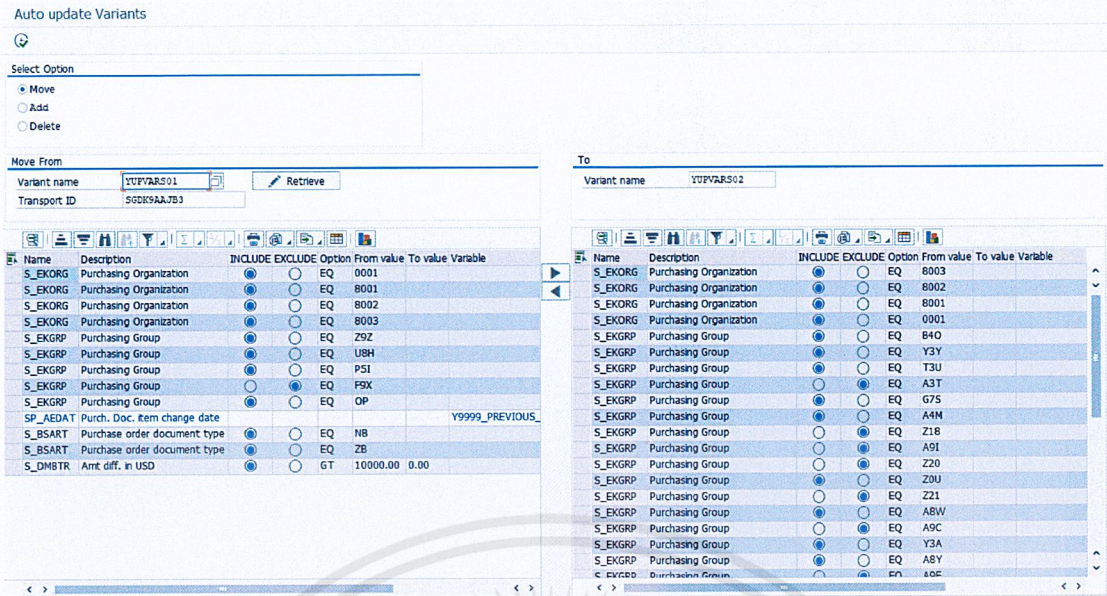 Auto update Variants
Select Option
Move
Add
Delete
Move From
Variant name YUPVARS01 Retrieve
Transport ID SGDK9AAJB3
Name Description INCLUDE EXCLUDE Option From value To value Variable
S_EKORG Purchasing Organization EQ 0001
S_EKORG Purchasing Organization EQ 8001
S_EKORG Purchasing Organization EQ 8002
S_EKORG Purchasing Organization EQ 8003
S_EKGRP Purchasing Group EQ Z9Z
S_EKGRP Purchasing Group EQ U8H
S_EKGRP Purchasing Group EQ PSI
S_EKGRP Purchasing Group EQ F9X
S_EKGRP Purchasing Group EQ OP
SP_AEDAT Purch. Doc. item change date Y9999_PREVIOUS_
S_BSART Purchase order document type EQ NB
S_BSART Purchase order document type EQ ZB
S_DMBTR Amt diff. in USD GT 10000.00 0.00
To
Variant name YUPVARS02
Name Description INCLUDE EXCLUDE Option From value To value Variable
S_EKORG Purchasing Organization EQ 8003
S_EKORG Purchasing Organization EQ 8002
S_EKORG Purchasing Organization EQ 8001
S_EKORG Purchasing Organization EQ 0001
S_EKGRP Purchasing Group EQ B4O
S_EKGRP Purchasing Group EQ Y3Y
S_EKGRP Purchasing Group EQ T3U
S_EKGRP Purchasing Group EQ A3T
S_EKGRP Purchasing Group EQ G7S
S_EKGRP Purchasing Group EQ A4M
S_EKGRP Purchasing Group EQ Z18
S_EKGRP Purchasing Group EQ A9I
S_EKGRP Purchasing Group EQ Z20
S_EKGRP Purchasing Group EQ Z0U
S_EKGRP Purchasing Group EQ Z21
S_EKGRP Purchasing Group EQ A8W
S_EKGRP Purchasing Group EQ A9C
S_EKGRP Purchasing Group EQ Y3A
S_EKGRP Purchasing Group EQ A8Y
S_EKGRP Purchasing Group EQ